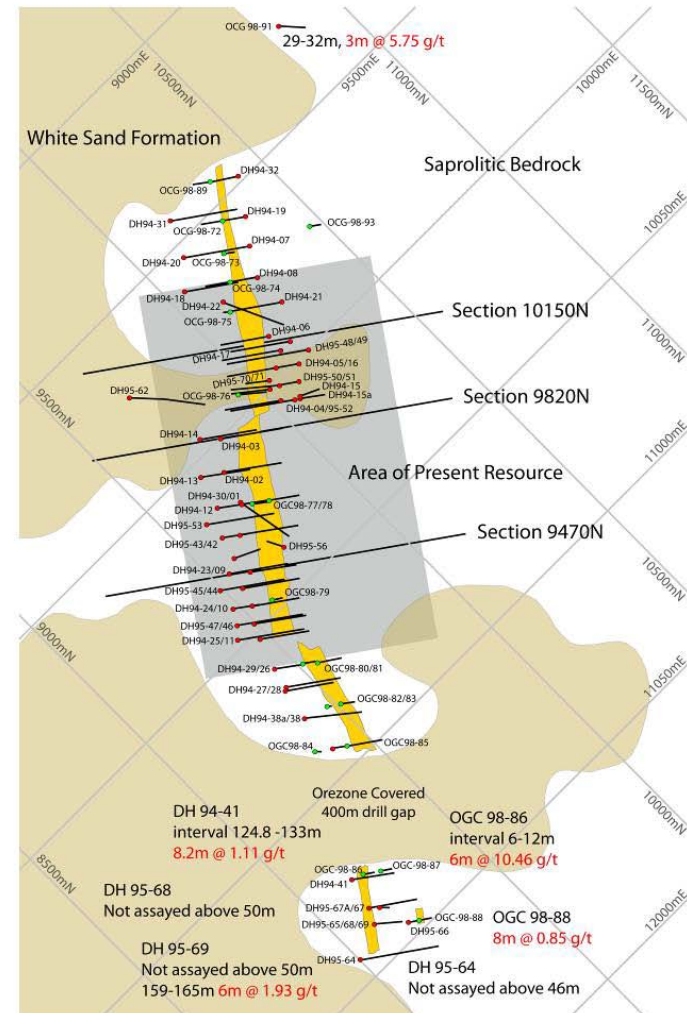 OCG 98-91
29-32m, 3m @ 5.75 g/t
9000mE
10500mN
9500mE
11000mN
10000mE
11500mN
White Sand Formation
Saprolitic Bedrock
DH94-32
OCG-98-89
DH94-19
DH94-31
OCG-98-72
OCG-98-93
10050mN
DH94-07
DH94-20
OCG-98-73
DH94-08
DH94-18
OCG-98-74
DH94-22
DH94-21
OCG-98-75
Section 10150N
11000mN
DH94-06
DH95-48/49
DH94-17
DH94-05/16
DH95-70/71
DH95-50/51
DH95-62
OCG-98-76
DH94-15
DH94-15a
DH94-04/95-52
9500mN
Section 9820N
11000mN
DH94-14
DH94-03
DH94-13
DH94-02
Area of Present Resource
10500mN
DH94-30/01
DH94-12
OGC98-77/78
DH95-53
Section 9470N
DH95-43/42
DH95-56
DH94-23/09
DH95-45/44
OGC98-79
DH94-24/10
DH95-47/46
9000mN
DH94-25/11
DH94-29/26
OGC98-80/81
11050mN
DH94-27/28
OGC98-82/83
DH94-38a/38
OGC98-84
OGC98-85
Orezone Covered
400m drill gap
10000mN
DH 94-41
interval 124.8 -133m
8.2m @ 1.11 g/t
OGC 98-86
interval 6-12m
6m @ 10.46 g/t
8500mN
OGC-98-86
OGC-98-87
DH94-41
DH 95-68
Not assayed above 50m
DH95-67A/67
12000mN
DH95-65/68/69
OGC-98-88
DH95-66
OGC 98-88
8m @ 0.85 g/t
DH 95-69
Not assayed above 50m
159-165m 6m @ 1.93 g/t
DH95-64
DH 95-64
Not assayed above 46m